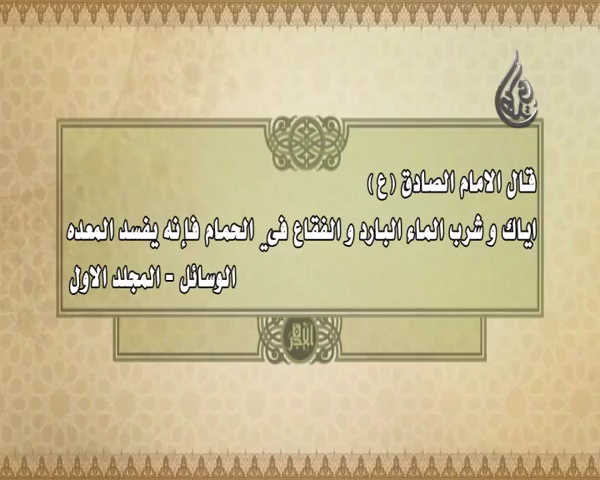 قال الامام الصادق (ع)
اياك و شرب الماء البارد و الفقاع في الحمام فإنه يفسد المعده
الوسائل - المجلد الاول